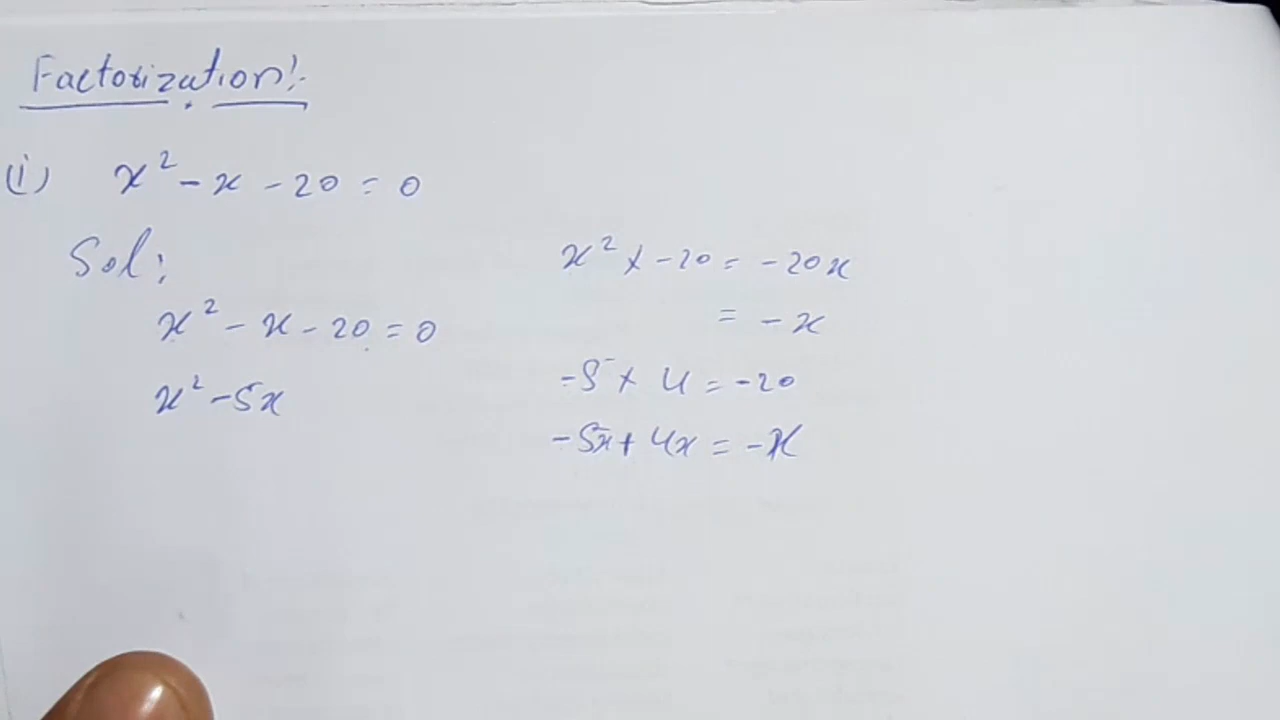 Factorization:-
(i) x² - x - 20 = 0
Sol:
x² - x - 20 = 0
x² - 5x
x² × -20 = -20x
= -x
-5 × 4 = -20
-5x + 4x = -x